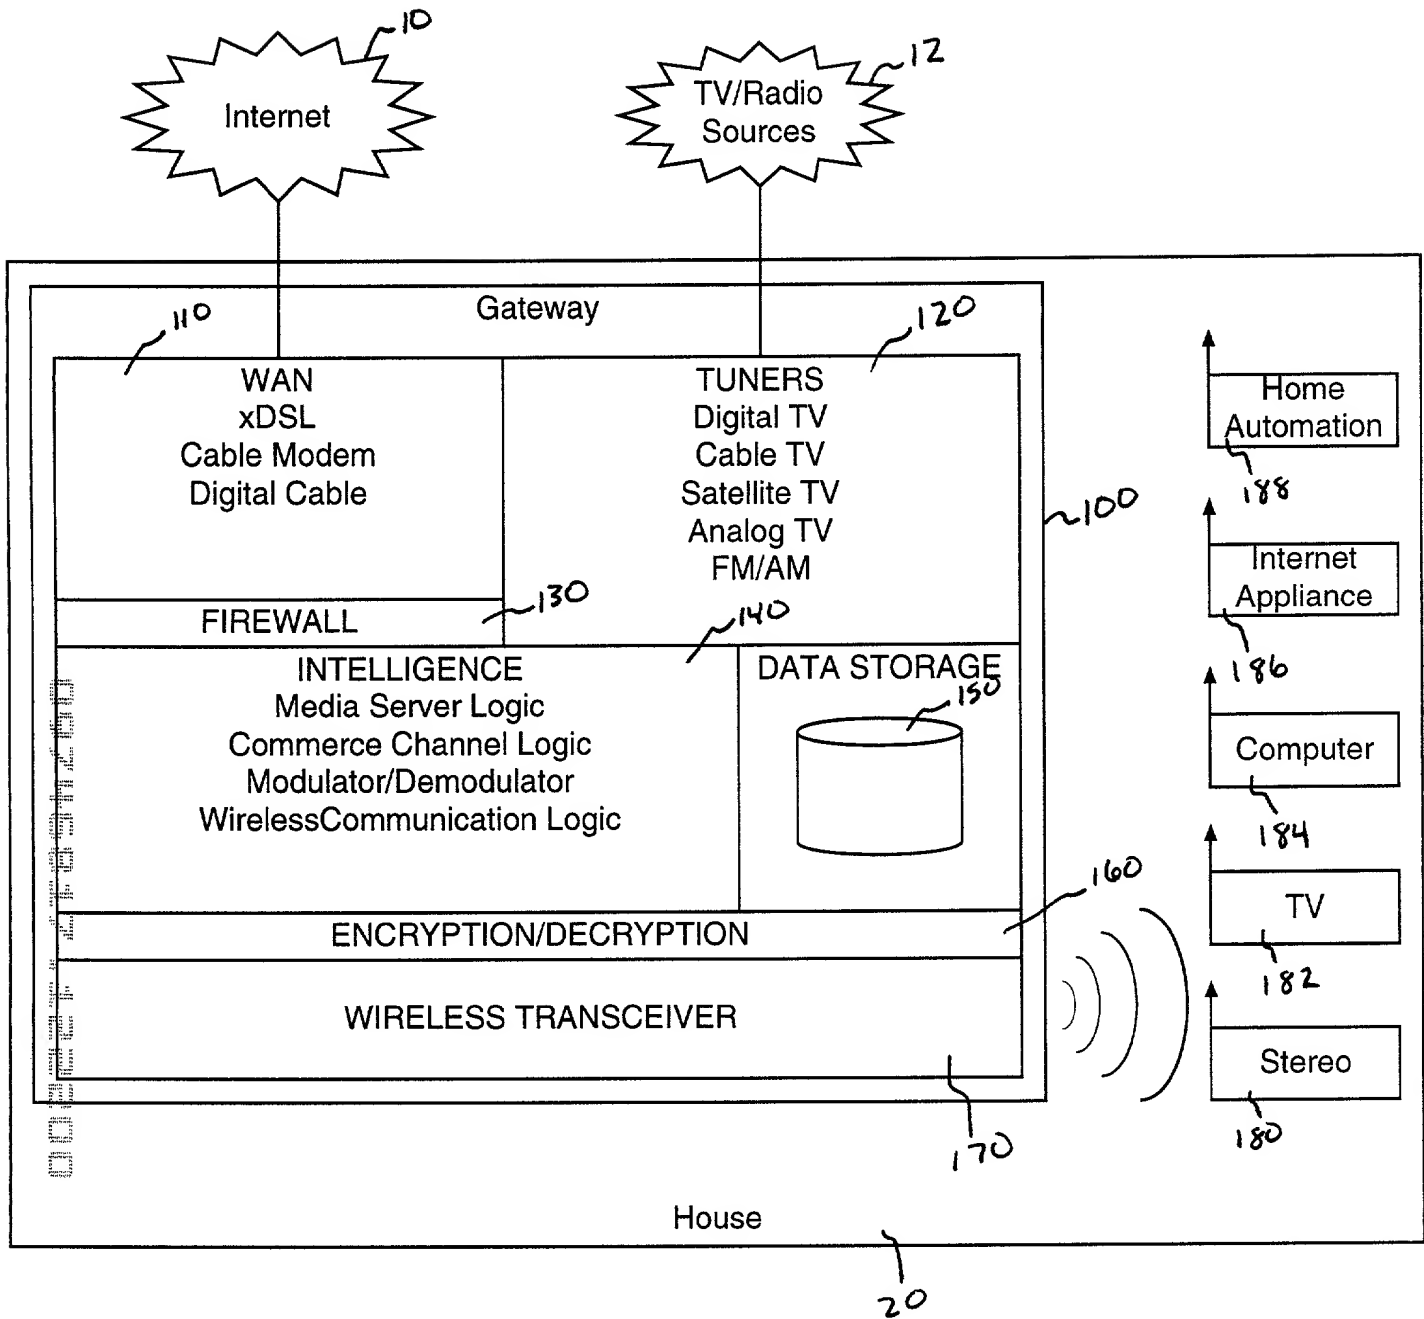 10
Internet
12
TV/Radio
Sources
Gateway
110
120
WAN
xDSL
Cable Modem
Digital Cable
TUNERS
Digital TV
Cable TV
Satellite TV
Analog TV
FM/AM
100
FIREWALL
130
140
INTELLIGENCE
Media Server Logic
Commerce Channel Logic
Modulator/Demodulator
WirelessCommunication Logic
DATA STORAGE
150
160
ENCRYPTION/DECRYPTION
WIRELESS TRANSCEIVER
170
Home
Automation
188
Internet
Appliance
186
Computer
184
TV
182
Stereo
180
House
20